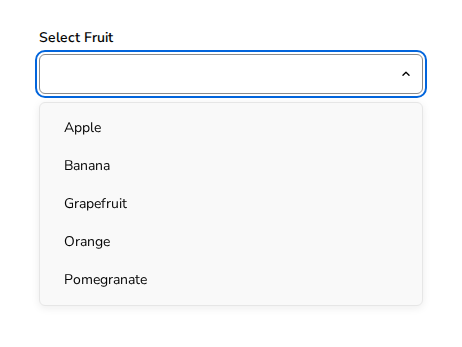 Select Fruit
Apple
Banana
Grapefruit
Orange
Pomegranate